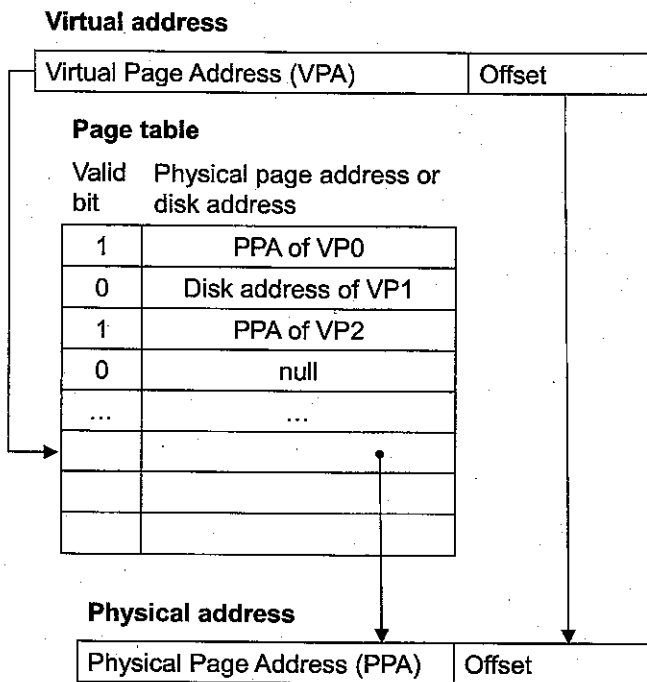 Virtual address
Virtual Page Address (VPA) Offset
Page table
Valid bit Physical page address or disk address
1 PPA of VP0
0 Disk address of VP1
1 PPA of VP2
0 null
... ...
Physical address
Physical Page Address (PPA) Offset